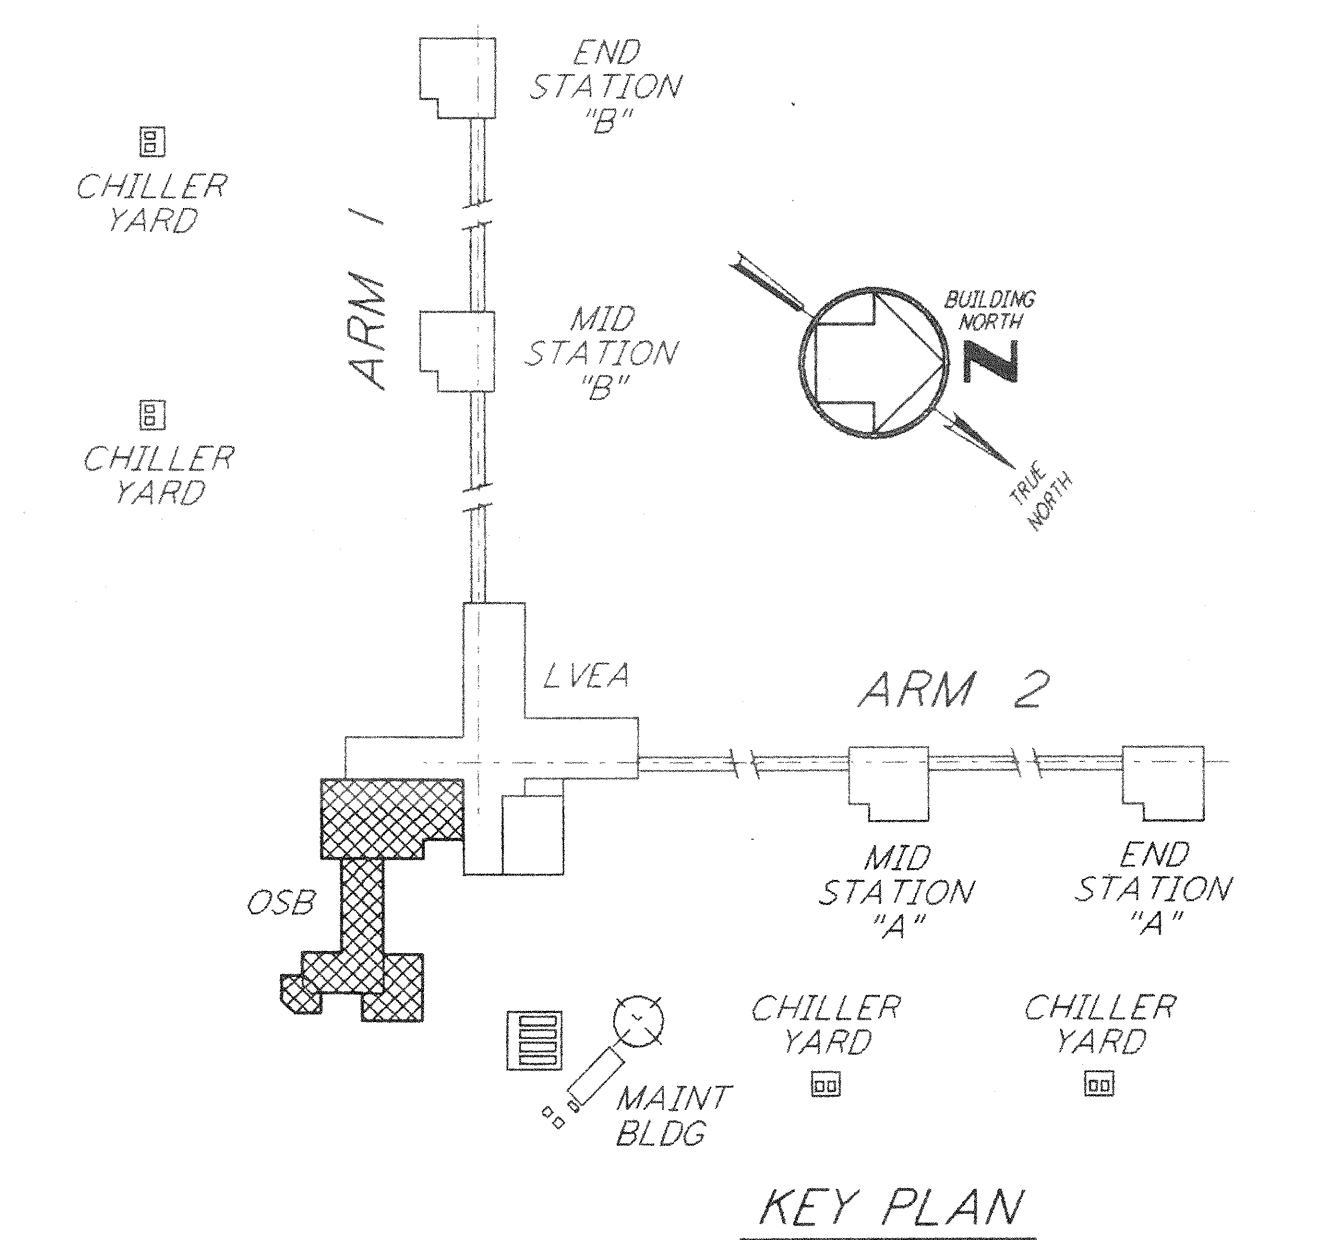 END
STATION
"B"
CHILLER
YARD
ARM 1
BUILDING
NORTH
N
MID
STATION
"B"
CHILLER
YARD
TRUE
NORTH
LVEA
ARM 2
MID
STATION
"A"
END
STATION
"A"
OSB
CHILLER
YARD
CHILLER
YARD
MAINT
BLDG
KEY PLAN